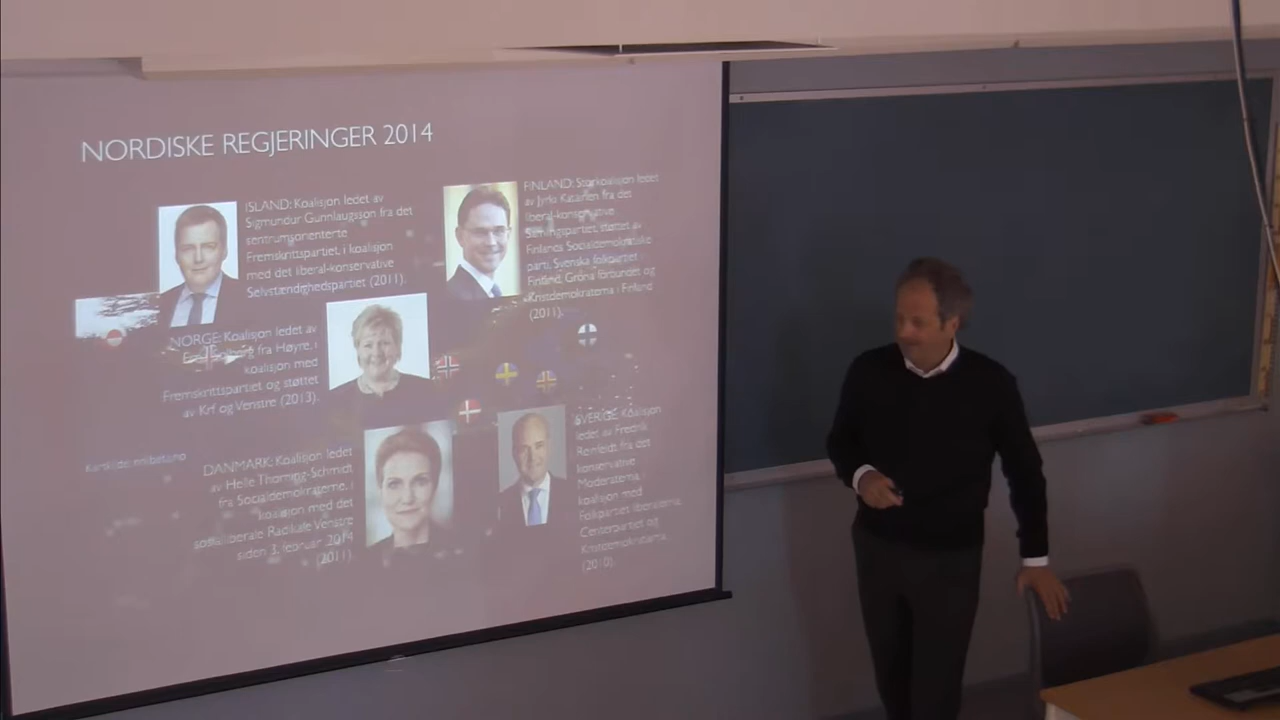 NORDISKE REGJERINGER 2014
ISLAND: Koalisjon ledet av
Sigmundur Gunnlaugsson fra det
sentrumsorienterte
Fremskrittspartiet, i koalisjon
med det liberal-konservative
Selvstændighedspartiet (2011).
FINLAND: Storkoalisjon ledet
av Jyrki Katainen fra det
liberal-konservative
Samlingspartiet, støttet av
Finlands Socialdemokratiske
parti, Svenska folkpartiet
i Finland, Gröna förbundet og
Kristdemokraterna i Finland
(2011).
NORGE: Koalisjon ledet av
Erna Solberg fra Høyre, i
koalisjon med
Fremskrittspartiet og støttet
av Krf og Venstre (2013).
DANMARK: Koalisjon ledet
av Helle Thorning-Schmidt
fra Socialdemokraterne, i
koalisjon med det
sosialiberale Radikale Venstre
siden 3. februar 2014
(2011)
SVERIGE: Koalisjon
ledet av Fredrik
Reinfeldt fra det
konservative
Moderaterna,
koalisjon med
Folkpartiet liberalerna,
Centerpartiet og
Kristdemokraterna
(2010).